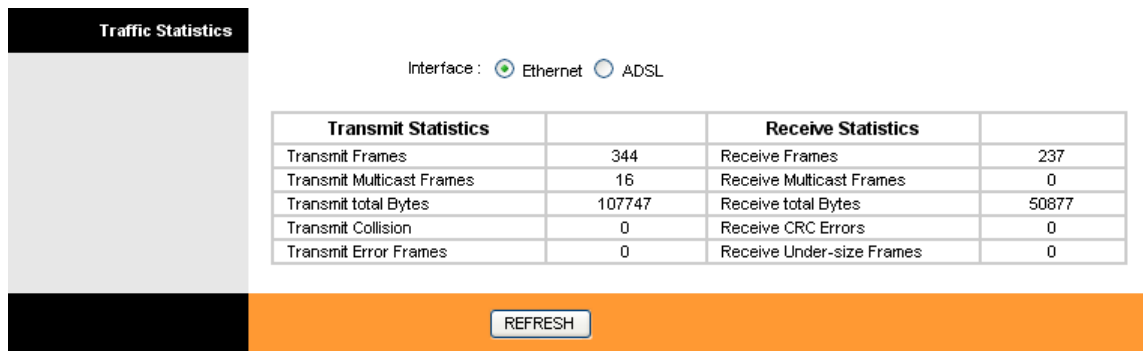 Traffic Statistics
Interface : Ethernet ADSL
Transmit Statistics Receive Statistics
Transmit Frames 344 Receive Frames 237
Transmit Multicast Frames 16 Receive Multicast Frames 0
Transmit total Bytes 107747 Receive total Bytes 50877
Transmit Collision 0 Receive CRC Errors 0
Transmit Error Frames 0 Receive Under-size Frames 0
REFRESH